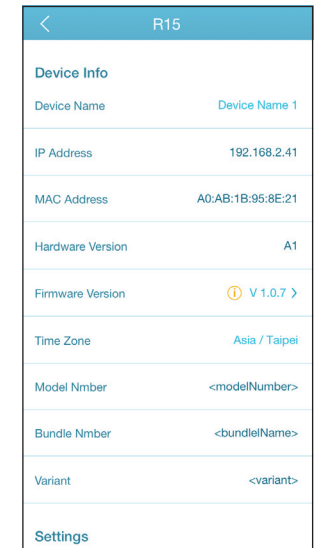 R15
Device Info
Device Name Device Name 1
IP Address 192.168.2.41
MAC Address A0:AB:1B:95:8E:21
Hardware Version A1
Firmware Version V 1.0.7
Time Zone Asia / Taipei
Model Nmber <modelNumber>
Bundle Nmber <bundlelName>
Variant <variant>
Settings